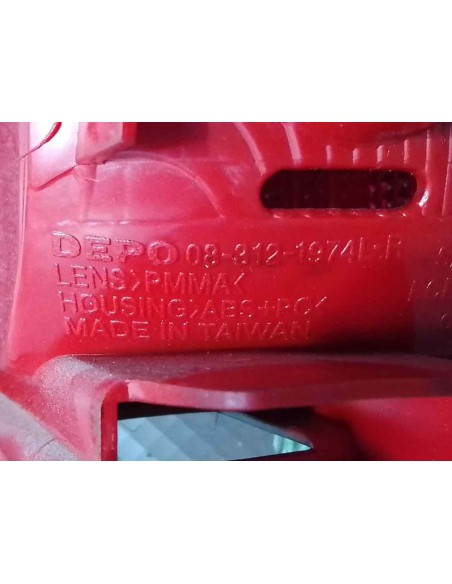 DEPO 08-312-1974L-R
LENS>PMMA<
HOUSING>ABS+PC<
MADE IN TAIWAN